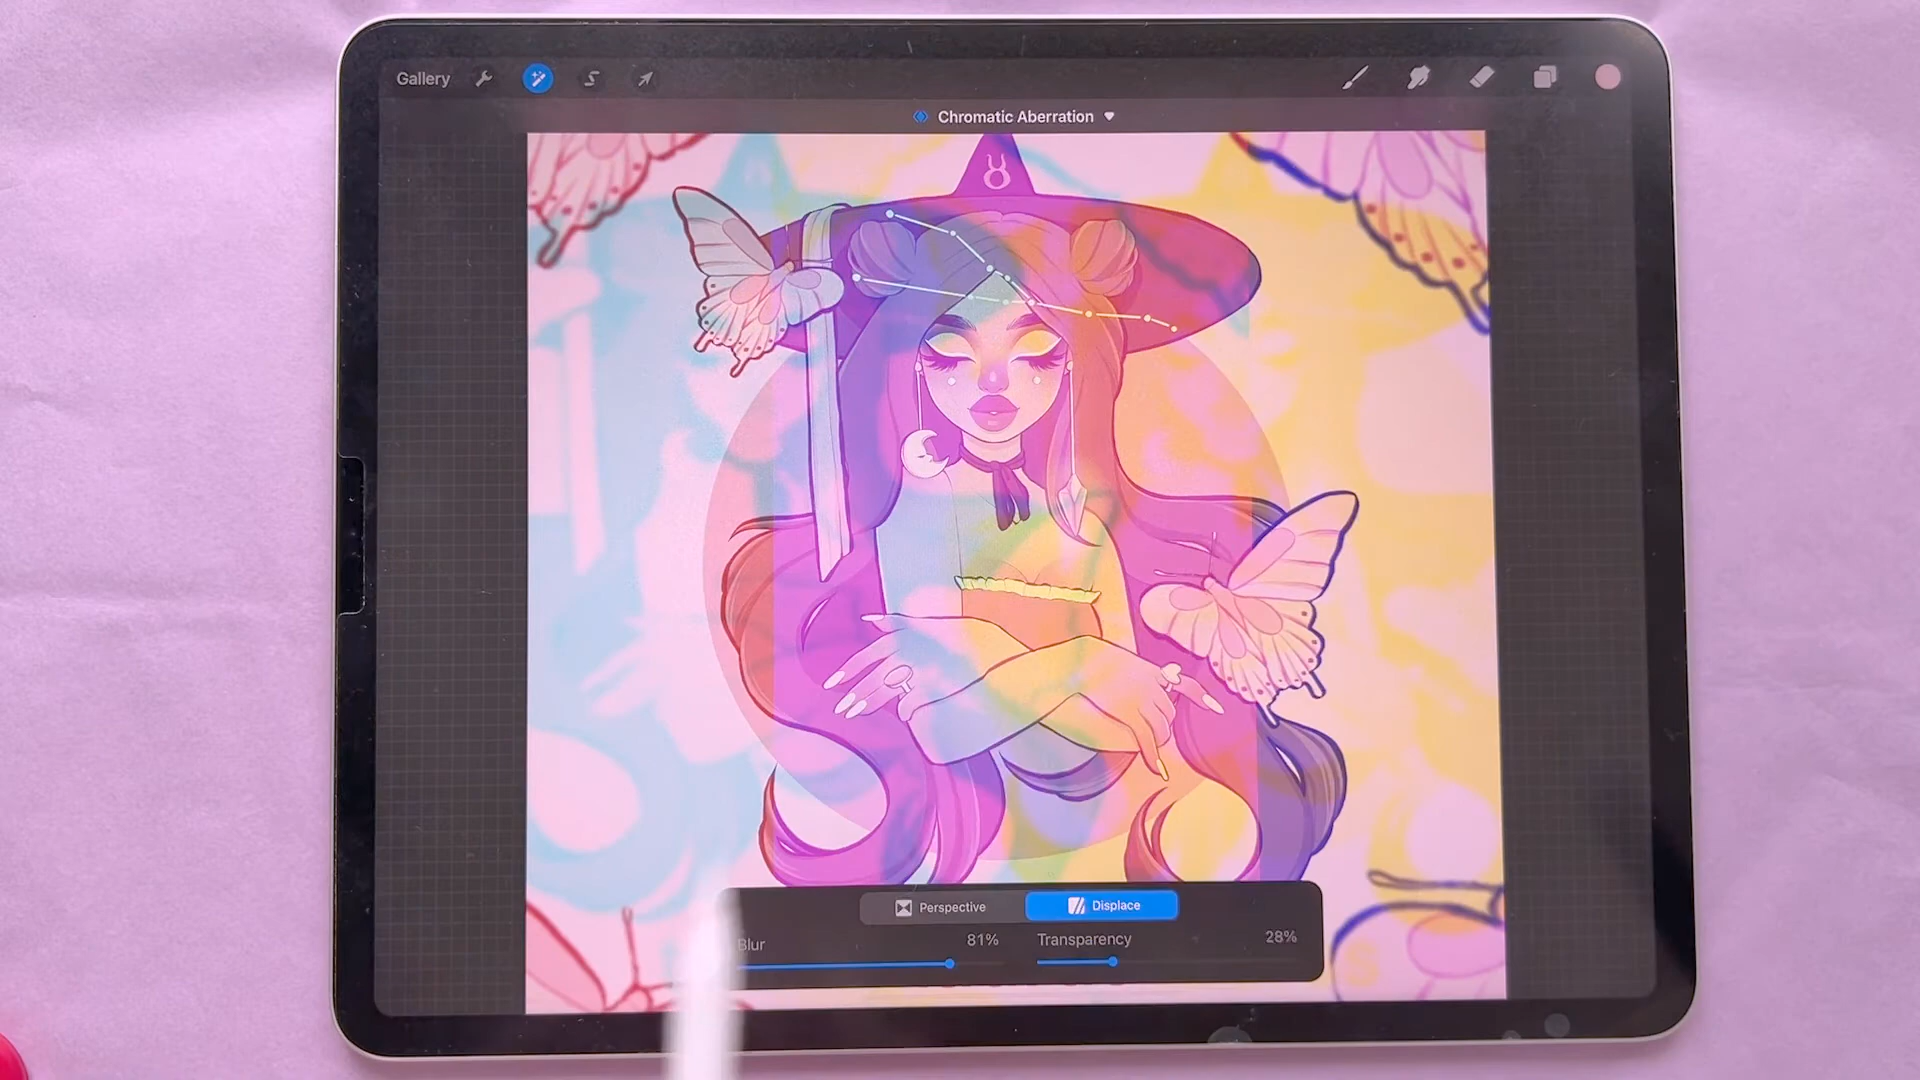 Gallery
Chromatic Aberration
♉
Perspective Displace
Blur 81% Transparency 28%